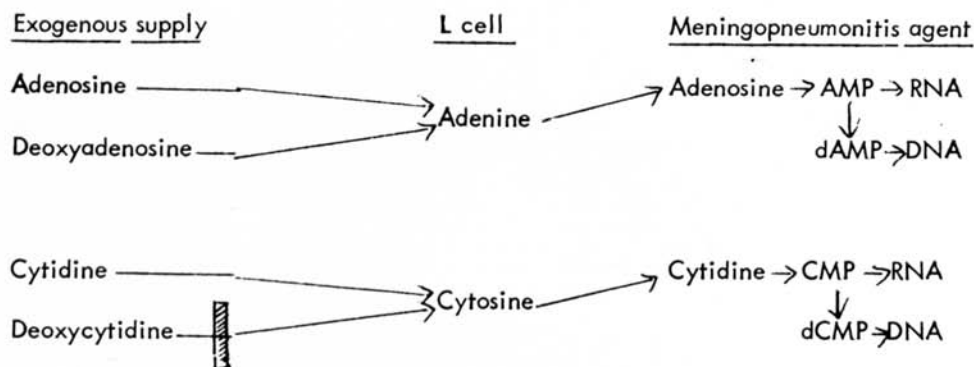 Exogenous supply L cell Meningopneumonitis agent
Adenosine Adenosine → AMP → RNA
Adenine
Deoxyadenosine dAMP → DNA
Cytidine Cytidine → CMP → RNA
Cytosine
Deoxycytidine dCMP → DNA